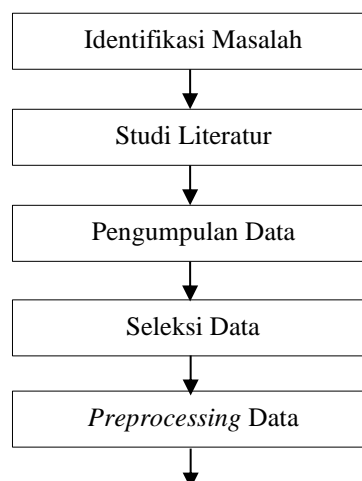 Identifikasi Masalah
Studi Literatur
Pengumpulan Data
Seleksi Data
Preprocessing Data